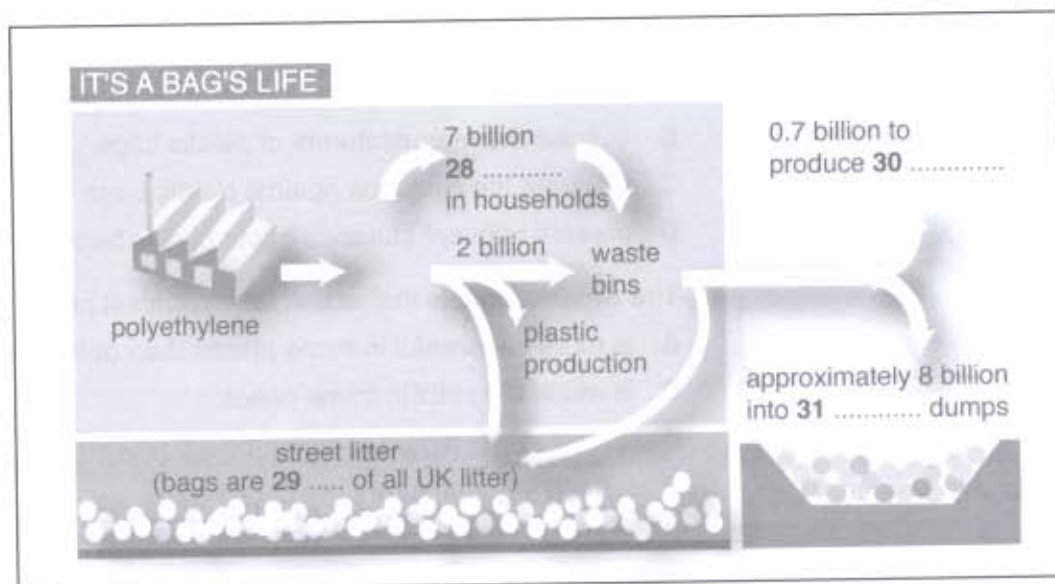 IT'S A BAG'S LIFE
7 billion
28 ............
in households
0.7 billion to
produce 30 .............
2 billion
waste
bins
polyethylene
plastic
production
approximately 8 billion
into 31 ............ dumps
street litter
(bags are 29 ..... of all UK litter)